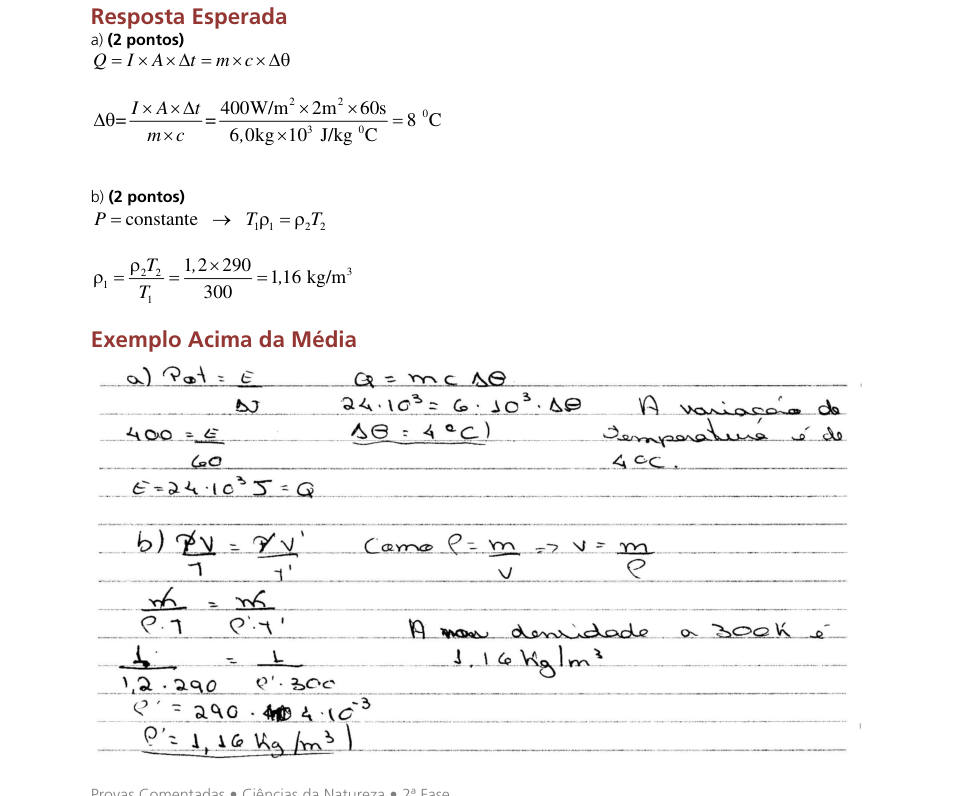 Resposta Esperada
a) (2 pontos)
Q = I × A × Δt = m × c × Δθ
Δθ = (I × A × Δt)/(m × c) = (400W/m² × 2m² × 60s)/(6,0kg × 10³ J/kg ⁰C) = 8 ⁰C
b) (2 pontos)
P = constante → T₁ρ₁ = ρ₂T₂
ρ₁ = ρ₂T₂/T₁ = (1,2 × 290)/300 = 1,16 kg/m³
Exemplo Acima da Média
a) Pot = E/ΔT
400 = E/60
E = 24 · 10³ J = Q
Q = mc Δθ
24 · 10³ = 6 · 10³ · Δθ
Δθ = 4 °C)
A variação de
temperatura é de
4 °C.
b) PV/T = PV'/T'
Como ρ = m/V => V = m/ρ
m/(ρ · T) = m/(ρ' · T')
1/(1,2 · 290) = 1/(ρ' · 300)
ρ' = 290 · 4 · 10⁻³
ρ' = 1,16 Kg/m³)
A densidade a 300K é
1,16 Kg/m³
Provas Comentadas • Ciências da Natureza • 2ª Fase